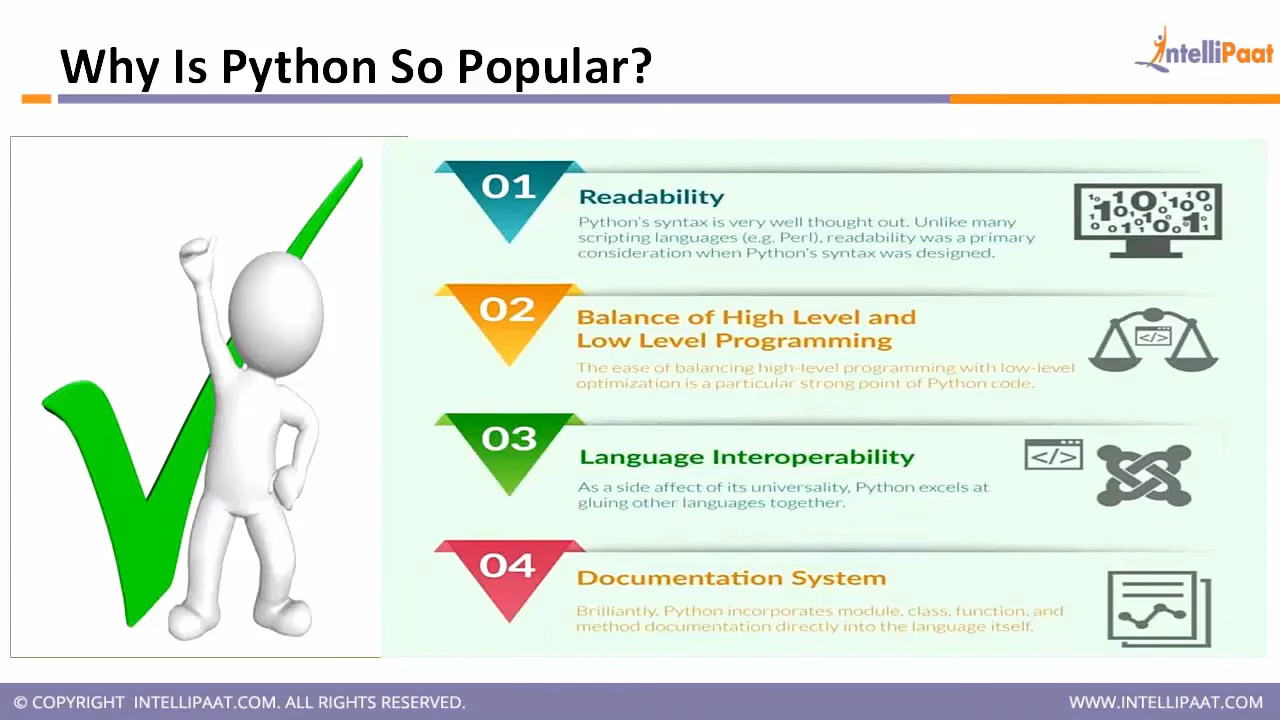 Why Is Python So Popular?
IntelliPaat
01
Readability
Python's syntax is very well thought out. Unlike many
scripting languages (e.g. Perl), readability was a primary
consideration when Python's syntax was designed.
02
Balance of High Level and
Low Level Programming
The ease of balancing high-level programming with low-level
optimization is a particular strong point of Python code.
</>
03
Language Interoperability
As a side affect of its universality, Python excels at
gluing other languages together.
</>
04
Documentation System
Brilliantly, Python incorporates module, class, function, and
method documentation directly into the language itself.
© COPYRIGHT INTELLIPAAT.COM. ALL RIGHTS RESERVED.
WWW.INTELLIPAAT.COM